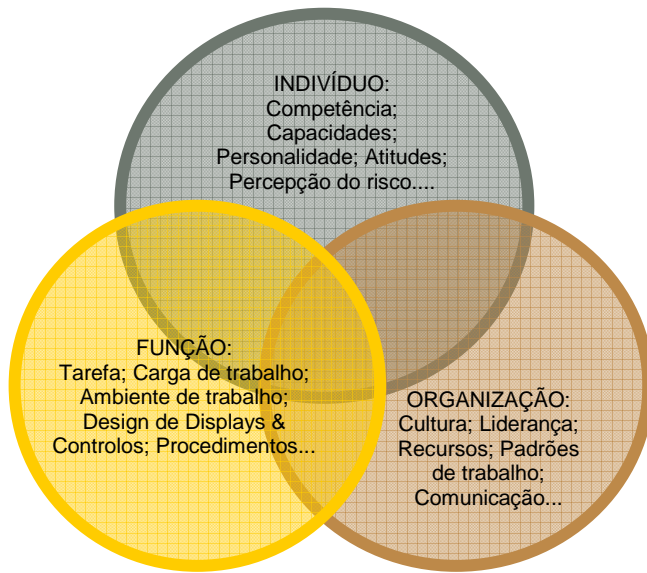 INDIVÍDUO:
Competência;
Capacidades;
Personalidade; Atitudes;
Percepção do risco....
FUNÇÃO:
Tarefa; Carga de trabalho;
Ambiente de trabalho;
Design de Displays &
Controlos; Procedimentos...
ORGANIZAÇÃO:
Cultura; Liderança;
Recursos; Padrões
de trabalho;
Comunicação...